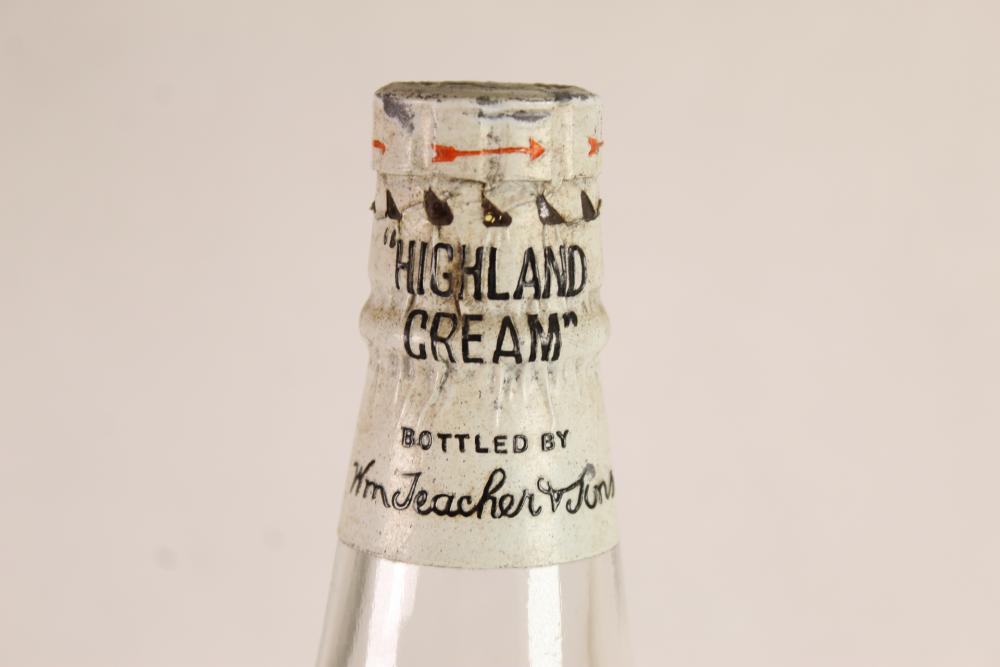 "HIGHLAND
CREAM"
BOTTLED BY
Wm Teacher & Sons